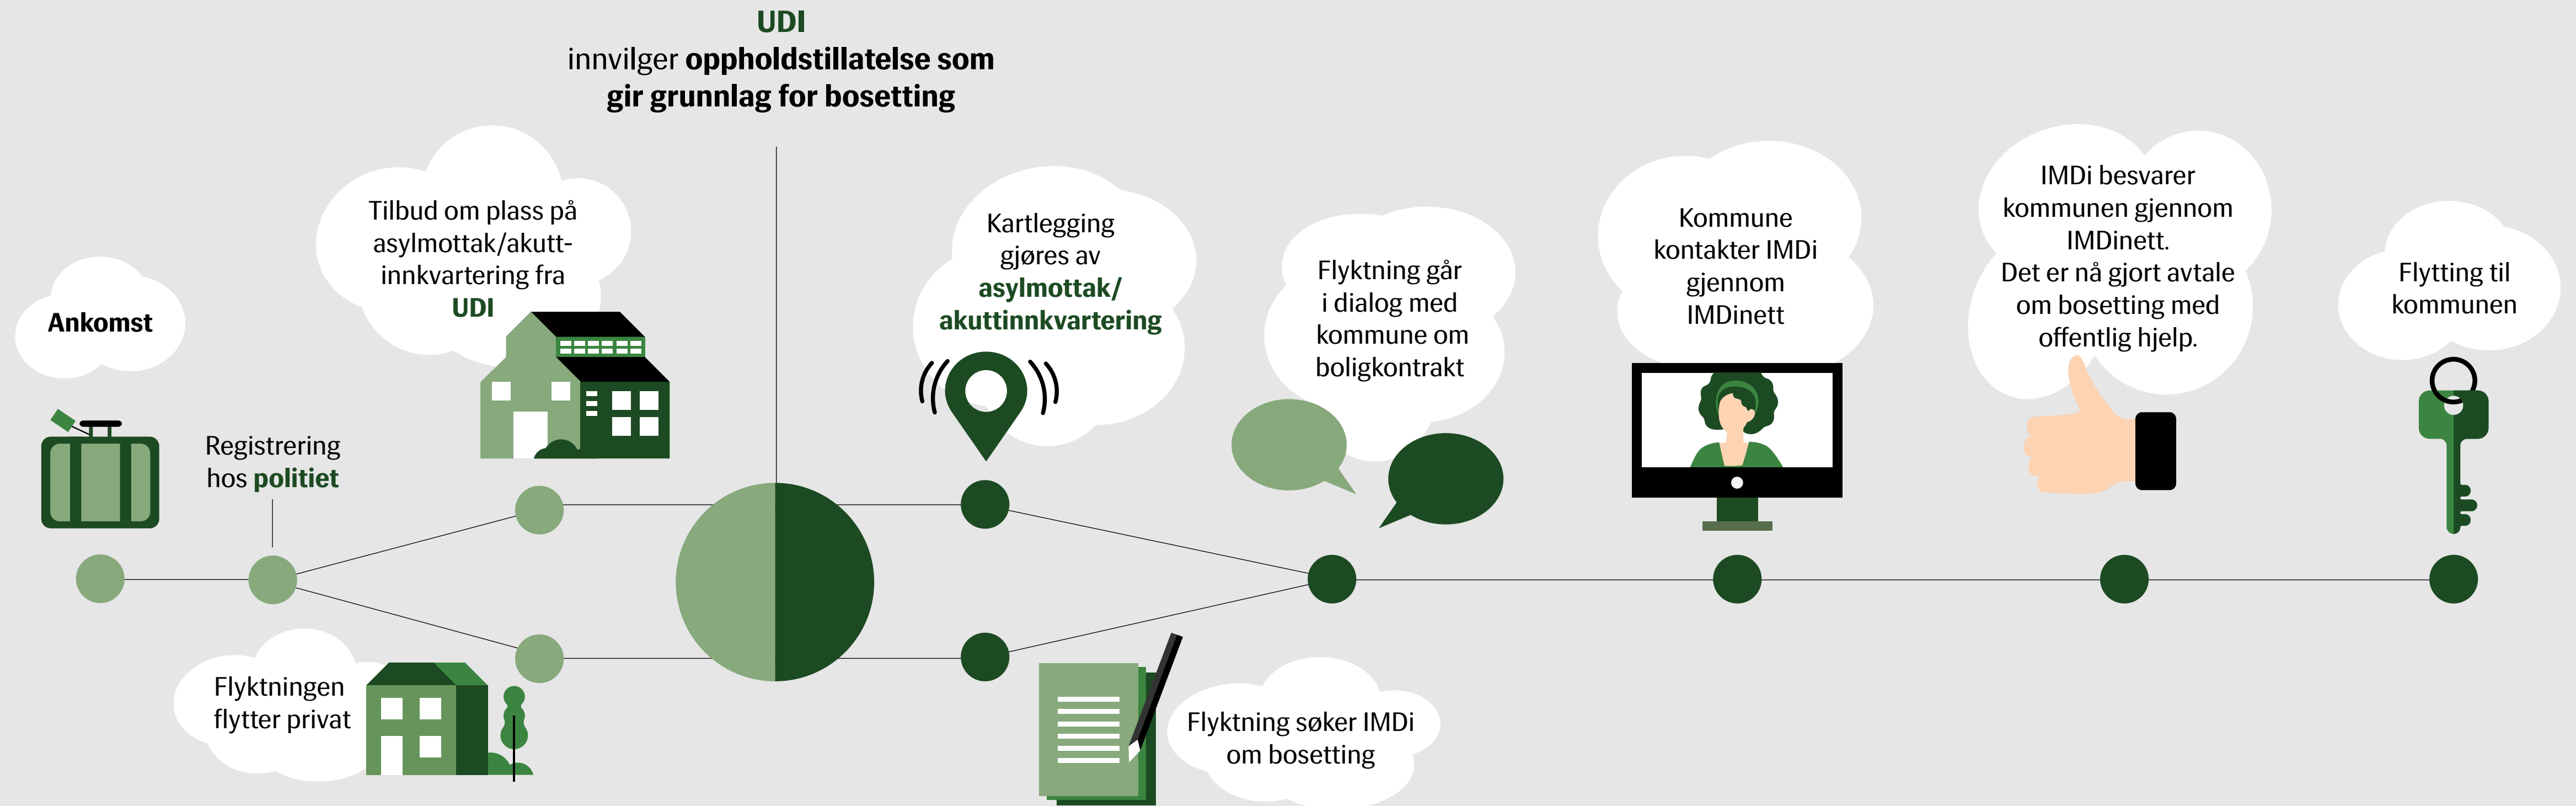 UDI
innvilger oppholdstillatelse som
gir grunnlag for bosetting
Ankomst
Registrering
hos politiet
Tilbud om plass på
asylmottak/akutt-
innkvartering fra
UDI
Flyktningen
flytter privat
Kartlegging
gjøres av
asylmottak/
akuttinnkvartering
Flyktning søker IMDi
om bosetting
Flyktning går
i dialog med
kommune om
boligkontrakt
Kommune
kontakter IMDi
gjennom
IMDinett
IMDi besvarer
kommunen gjennom
IMDinett.
Det er nå gjort avtale
om bosetting med
offentlig hjelp.
Flytting til
kommunen